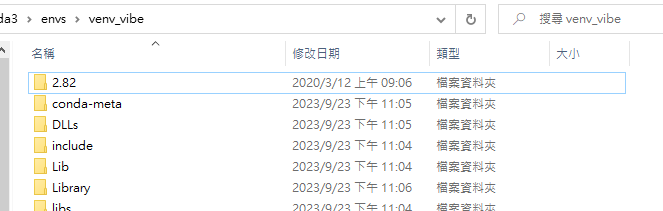 da3 › envs › venv_vibe 搜尋 venv_vibe
名稱 修改日期 類型 大小
2.82 2020/3/12 上午 09:06 檔案資料夾
conda-meta 2023/9/23 下午 11:05 檔案資料夾
DLLs 2023/9/23 下午 11:05 檔案資料夾
include 2023/9/23 下午 11:04 檔案資料夾
Lib 2023/9/23 下午 11:04 檔案資料夾
Library 2023/9/23 下午 11:06 檔案資料夾
libs 2023/9/23 下午 11:04 檔案資料夾